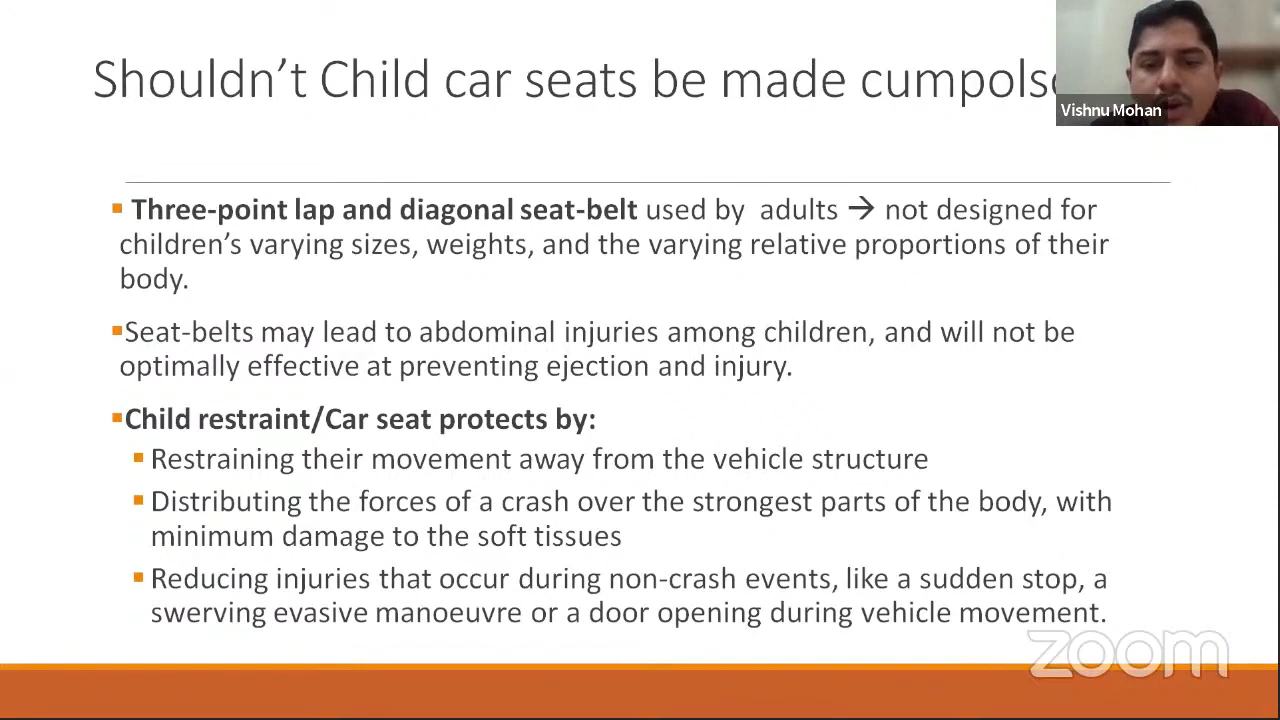 Shouldn't Child car seats be made
Vishnu Mohan
▪ Three-point lap and diagonal seat-belt used by adults → not designed for
children's varying sizes, weights, and the varying relative proportions of their
body.
▪Seat-belts may lead to abdominal injuries among children, and will not be
optimally effective at preventing ejection and injury.
▪Child restraint/Car seat protects by:
▪ Restraining their movement away from the vehicle structure
▪ Distributing the forces of a crash over the strongest parts of the body, with
minimum damage to the soft tissues
▪ Reducing injuries that occur during non-crash events, like a sudden stop, a
swerving evasive manoeuvre or a door opening during vehicle movement.
zoom